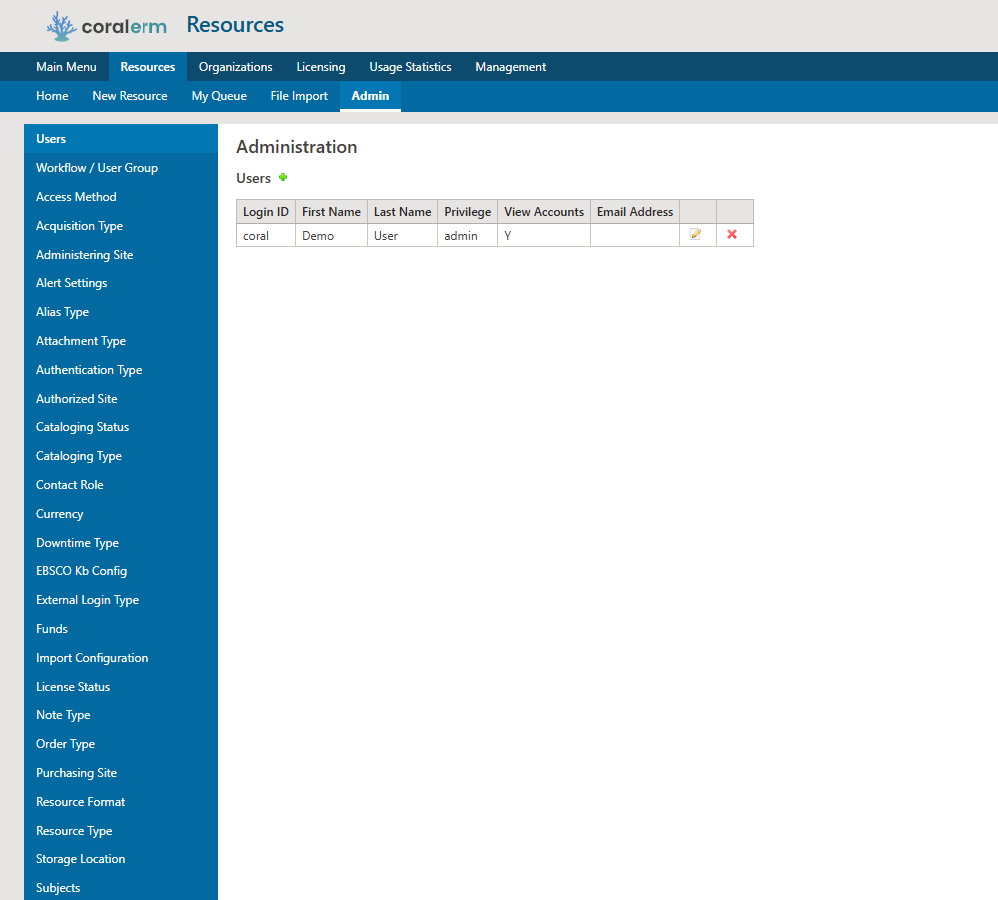 coralerm Resources
Main Menu Resources Organizations Licensing Usage Statistics Management
Home New Resource My Queue File Import Admin
Users
Workflow / User Group
Access Method
Acquisition Type
Administering Site
Alert Settings
Alias Type
Attachment Type
Authentication Type
Authorized Site
Cataloging Status
Cataloging Type
Contact Role
Currency
Downtime Type
EBSCO Kb Config
External Login Type
Funds
Import Configuration
License Status
Note Type
Order Type
Purchasing Site
Resource Format
Resource Type
Storage Location
Subjects
Administration
Users
Login ID First Name Last Name Privilege View Accounts Email Address
coral Demo User admin Y